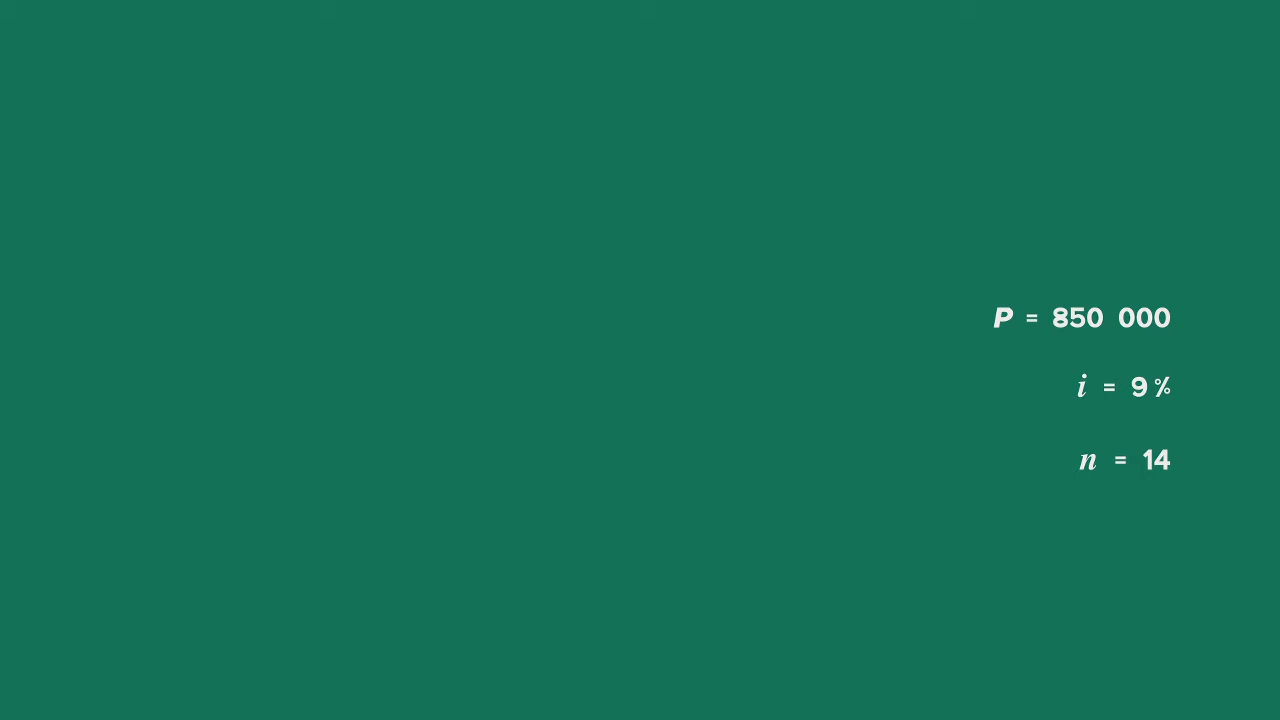 P = 850 000
i = 9%
n = 14